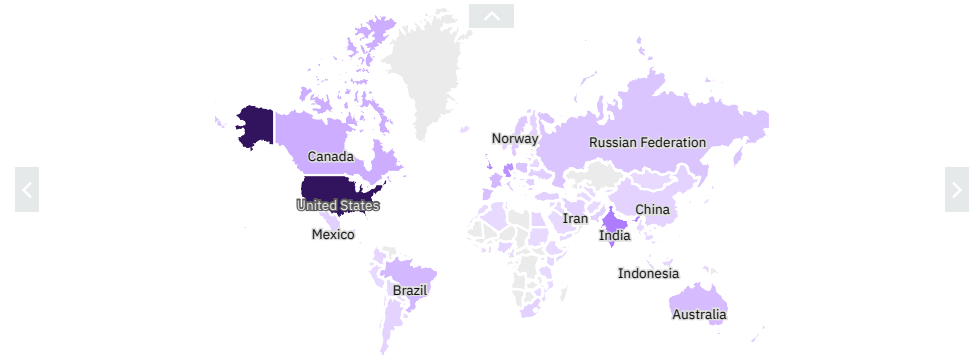 Norway
Russian Federation
Canada
United States
China
Iran
India
Mexico
Indonesia
Brazil
Australia